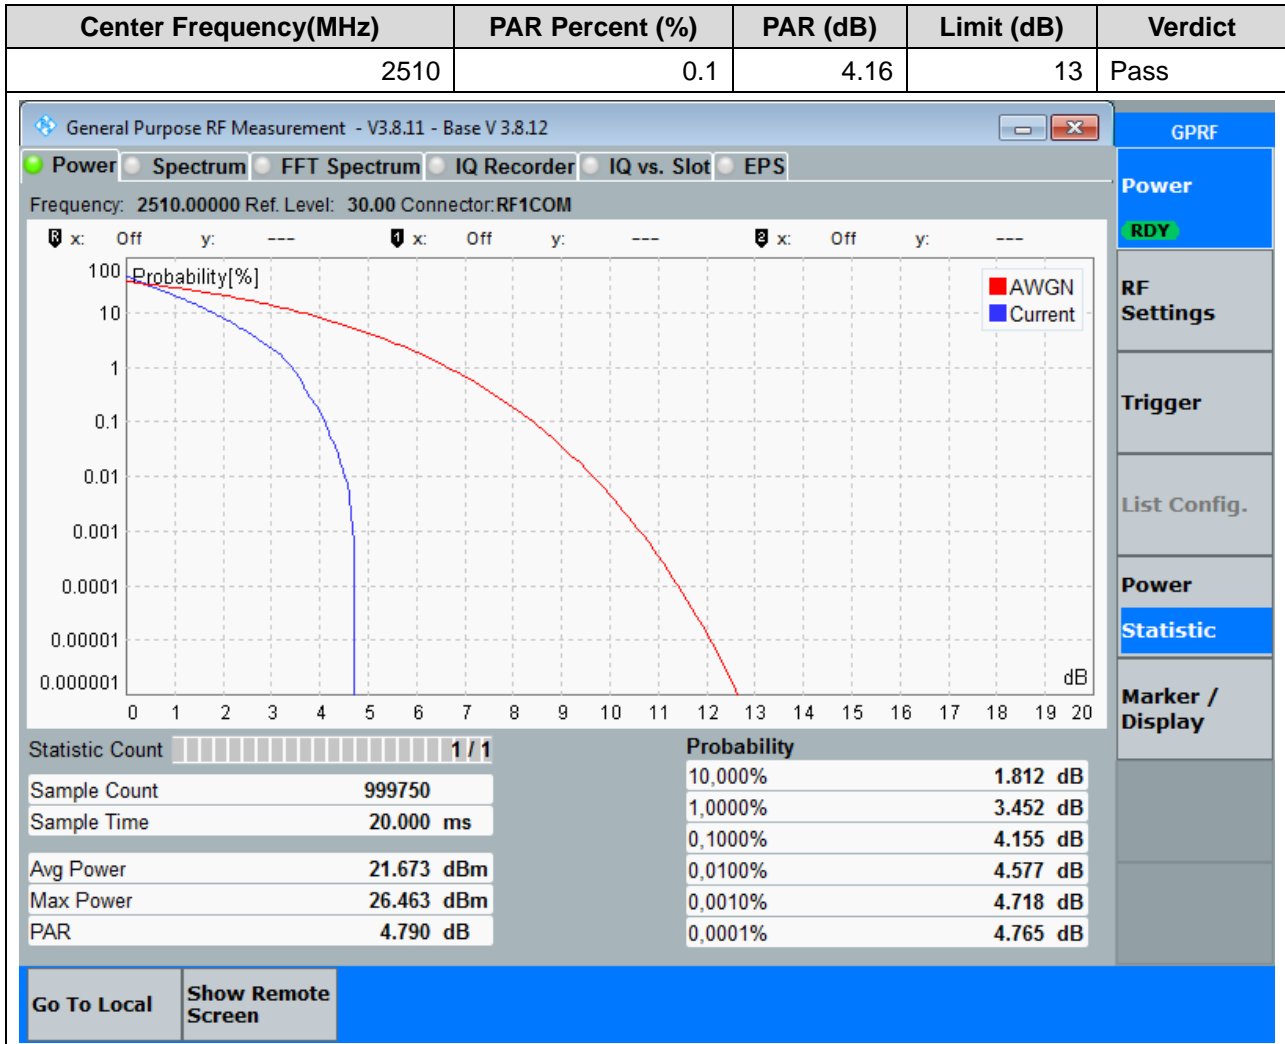 Center Frequency(MHz) PAR Percent (%) PAR (dB) Limit (dB) Verdict
2510 0.1 4.16 13 Pass
General Purpose RF Measurement - V3.8.11 - Base V 3.8.12
GPRF
Power Spectrum FFT Spectrum IQ Recorder IQ vs. Slot EPS
Frequency: 2510.00000 Ref. Level: 30.00 Connector:RF1COM
R x: Off y: --- 1 x: Off y: --- 2 x: Off y: ---
Power
RDY
RF
Settings
Trigger
List Config.
Power
Statistic
Marker /
Display
Probability[%]
AWGN
Current
100
10
1
0.1
0.01
0.001
0.0001
0.00001
0.000001
dB
0 1 2 3 4 5 6 7 8 9 10 11 12 13 14 15 16 17 18 19 20
Statistic Count 1 / 1
Sample Count 999750
Sample Time 20.000 ms
Avg Power 21.673 dBm
Max Power 26.463 dBm
PAR 4.790 dB
Probability
10,000% 1.812 dB
1,0000% 3.452 dB
0,1000% 4.155 dB
0,0100% 4.577 dB
0,0010% 4.718 dB
0,0001% 4.765 dB
Go To Local
Show Remote
Screen